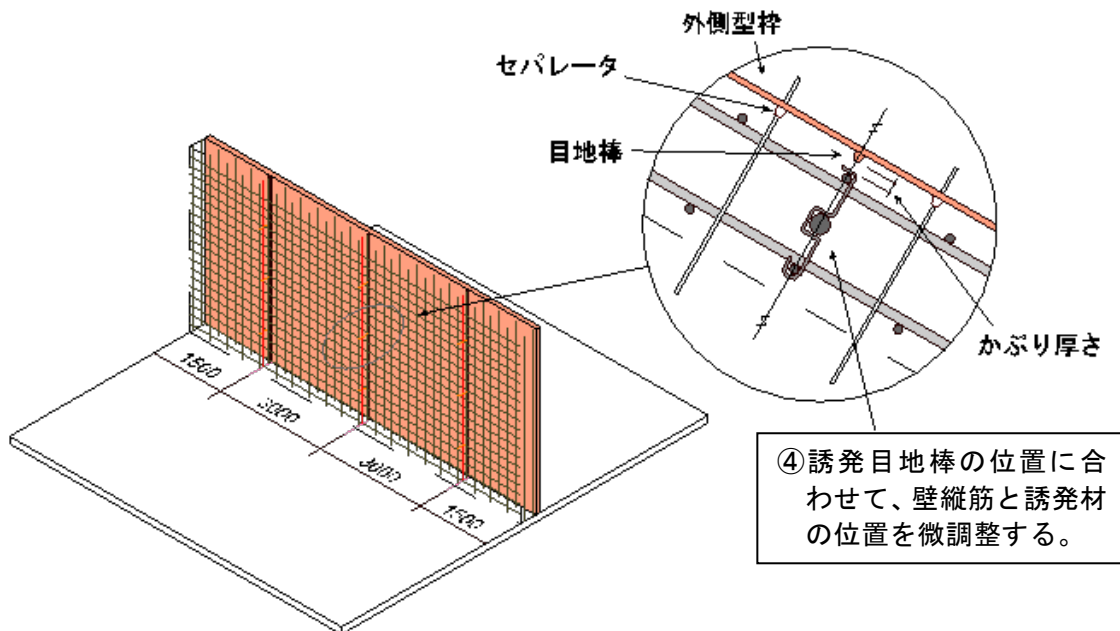 外側型枠
セパレータ
目地棒
かぶり厚さ
1500
3000
3000
1500
④誘発目地棒の位置に合
わせて、壁縦筋と誘発材
の位置を微調整する。